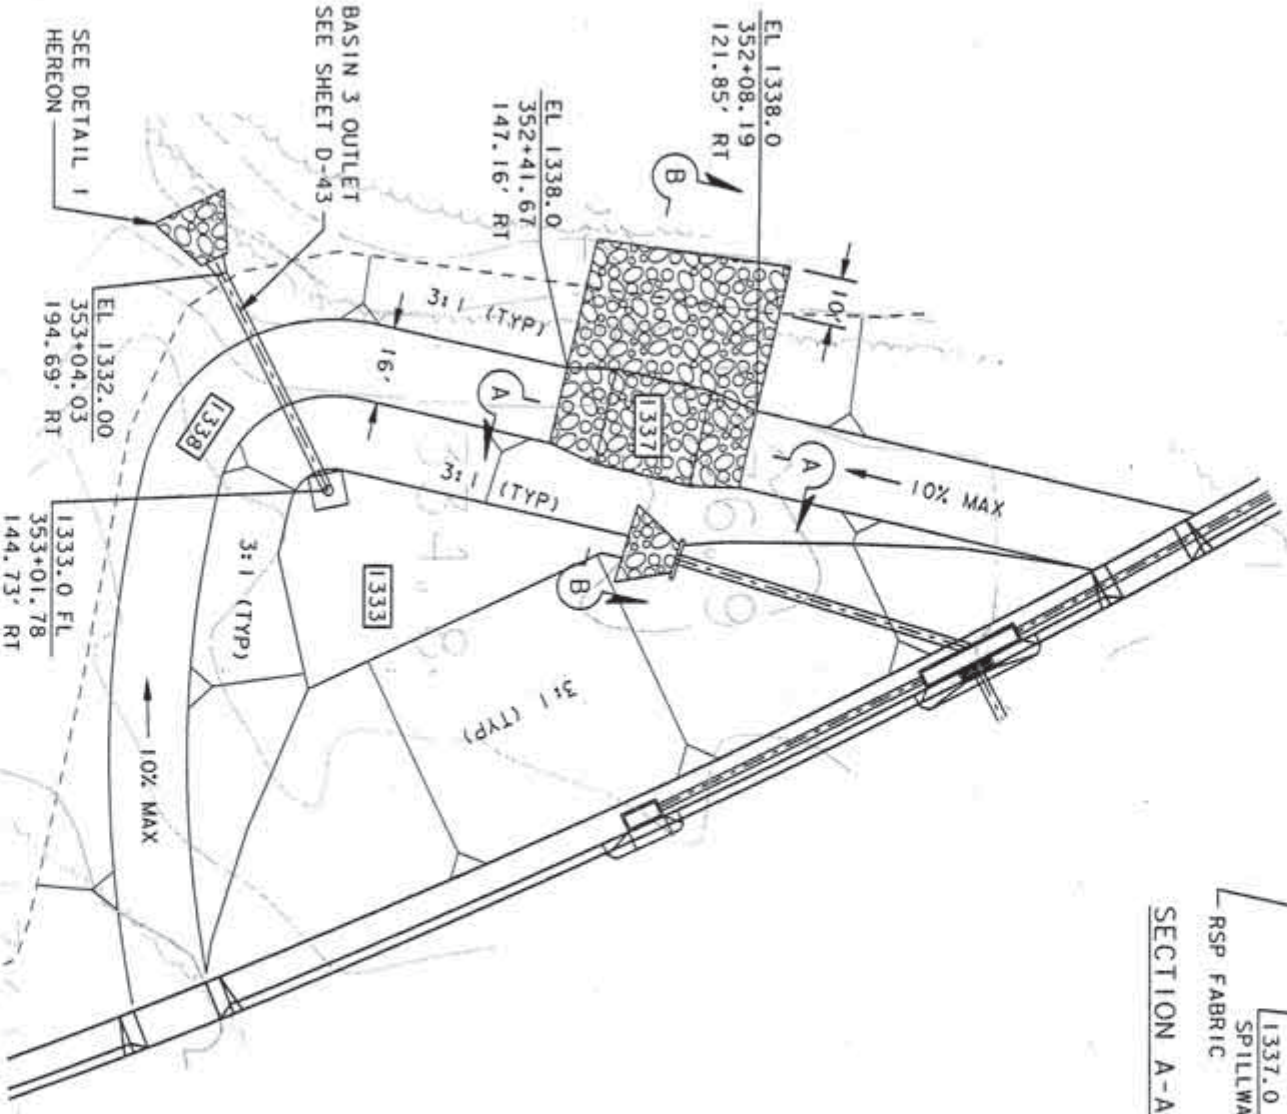 EL 1338.0
352+08.19
121.85' RT
B
EL 1338.0
352+41.67
147.16' RT
BASIN 3 OUTLET
SEE SHEET D-43
SEE DETAIL 1
HEREON
10'
3:1 (TYP)
16'
A
1337
A
10% MAX
EL 1332.00
353+04.03
194.69' RT
1338
3:1 (TYP)
1333.0 FL
353+01.78
144.73' RT
3:1 (TYP)
1333
B
3:1 (TYP)
10% MAX
1337.0
RSP FABRIC
SECTION A-A